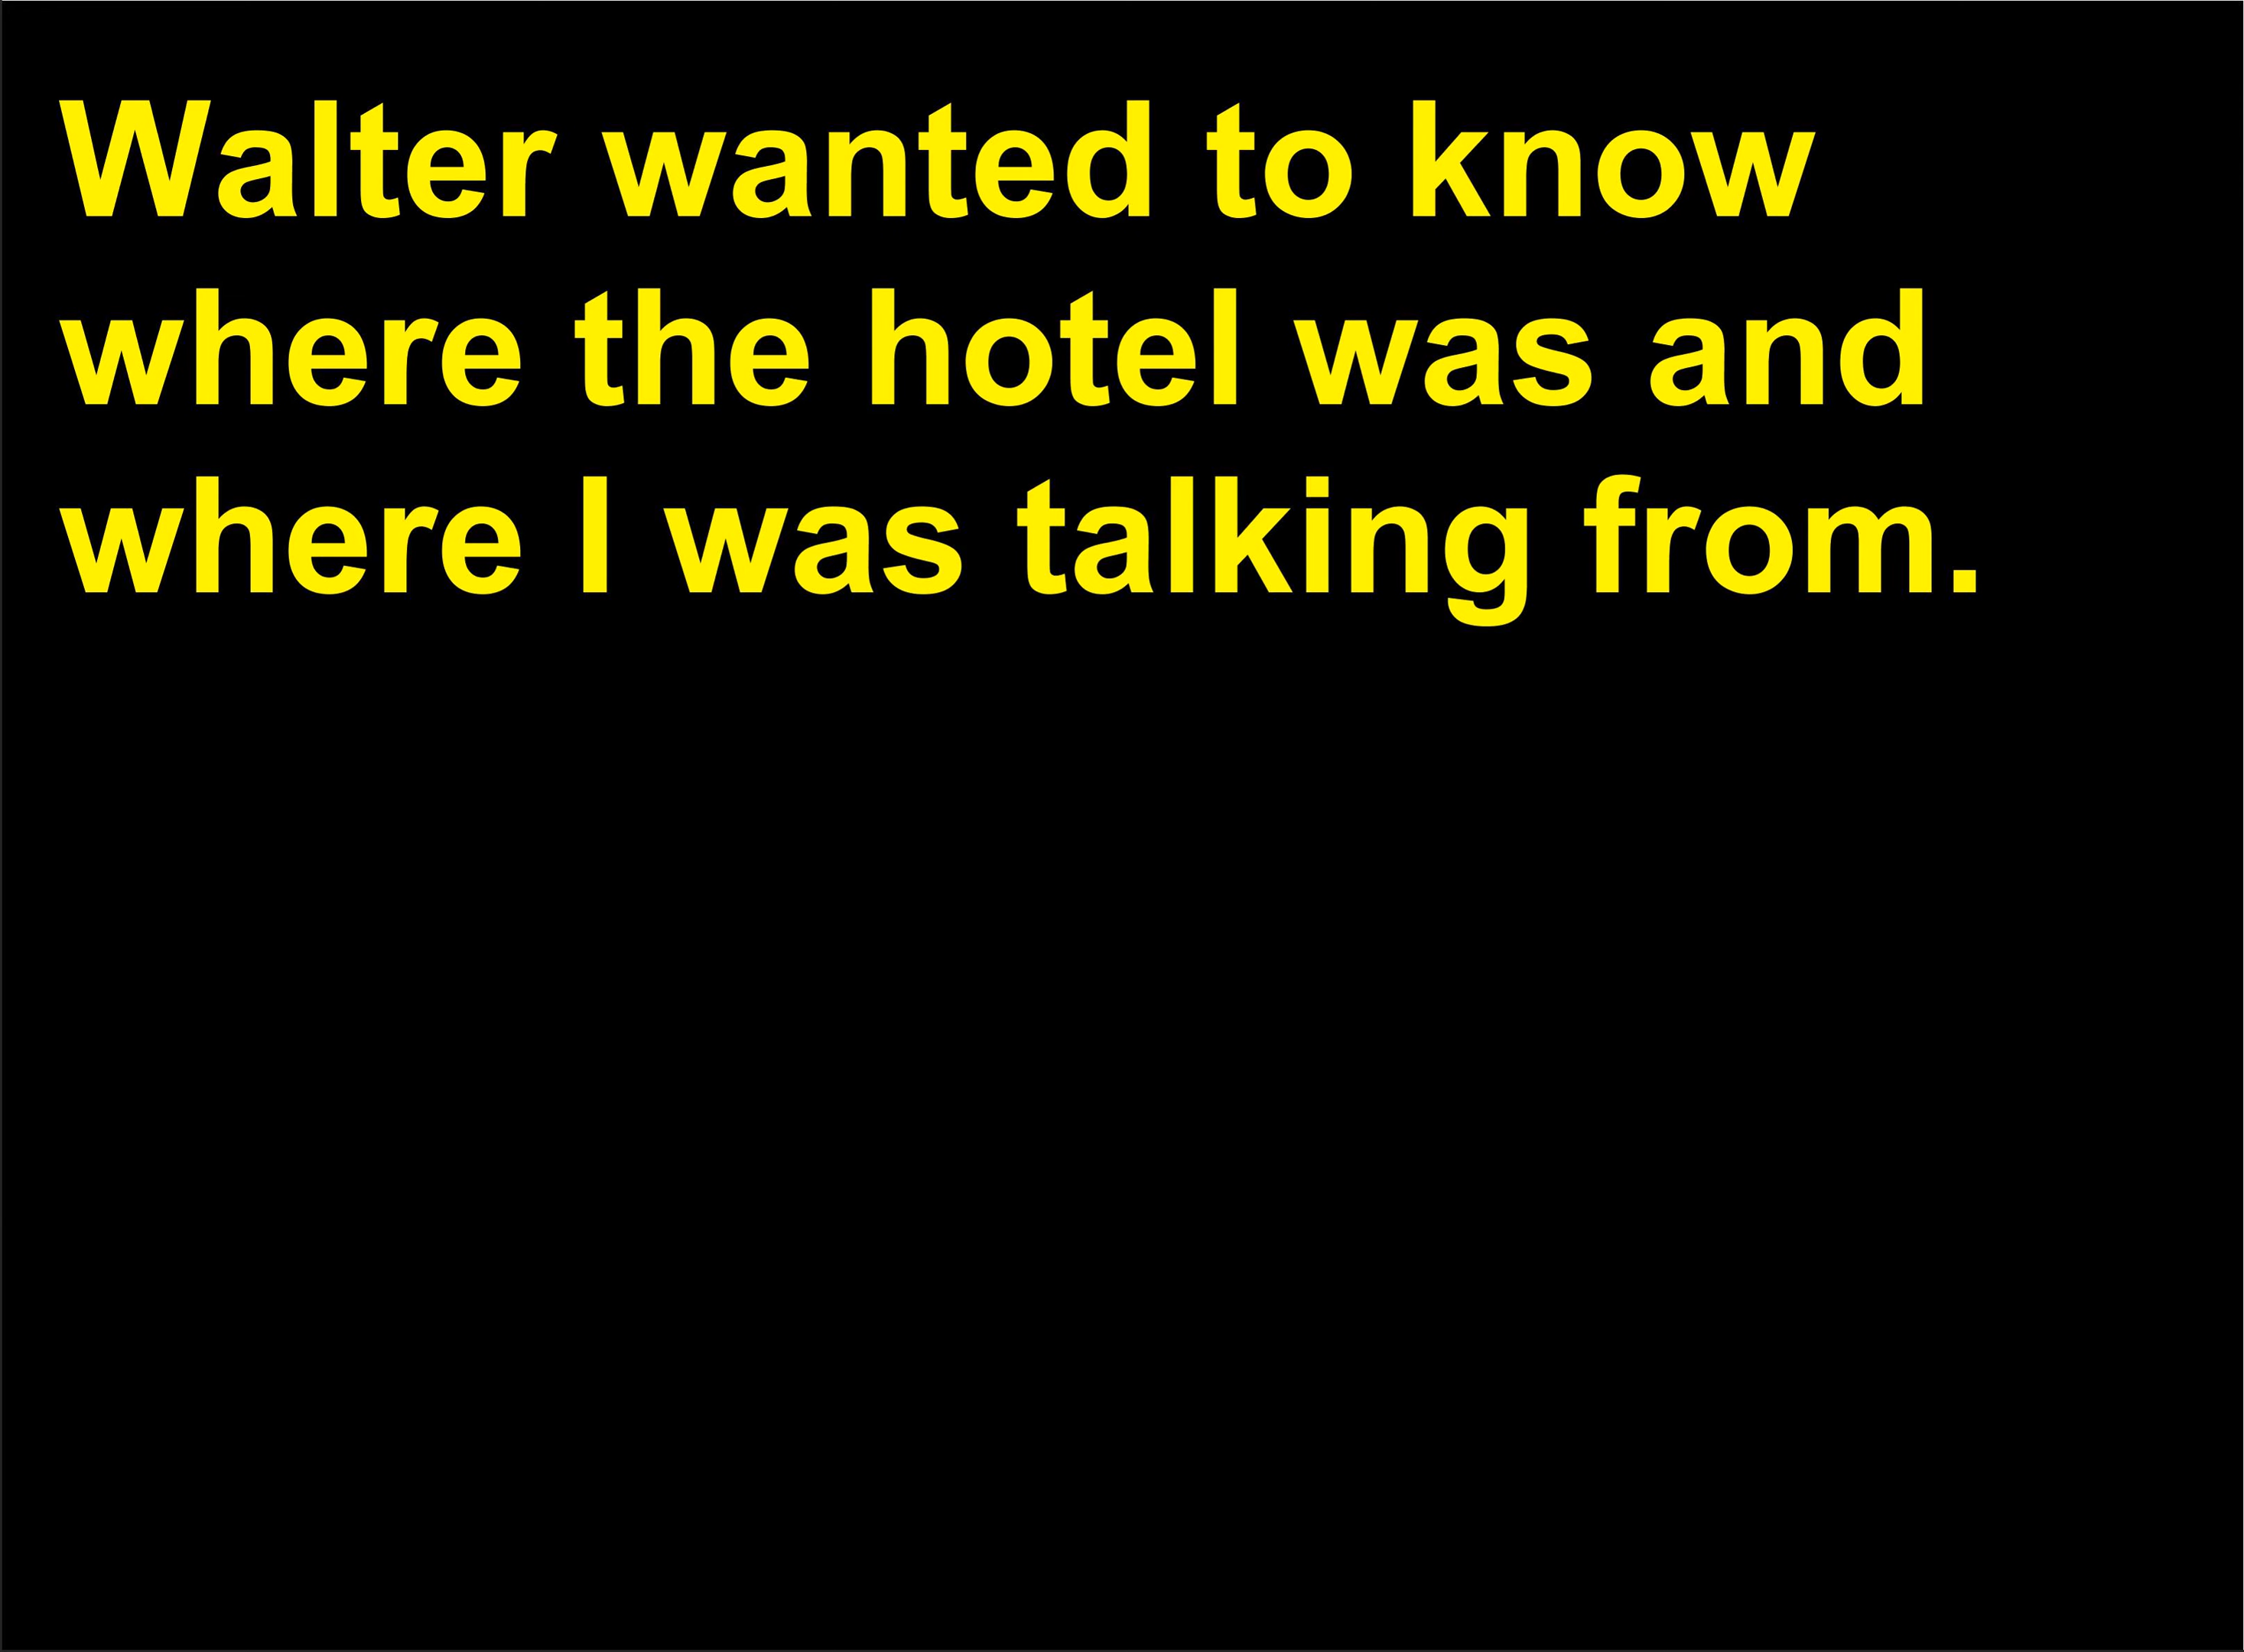 Walter wanted to know
where the hotel was and
where I was talking from.